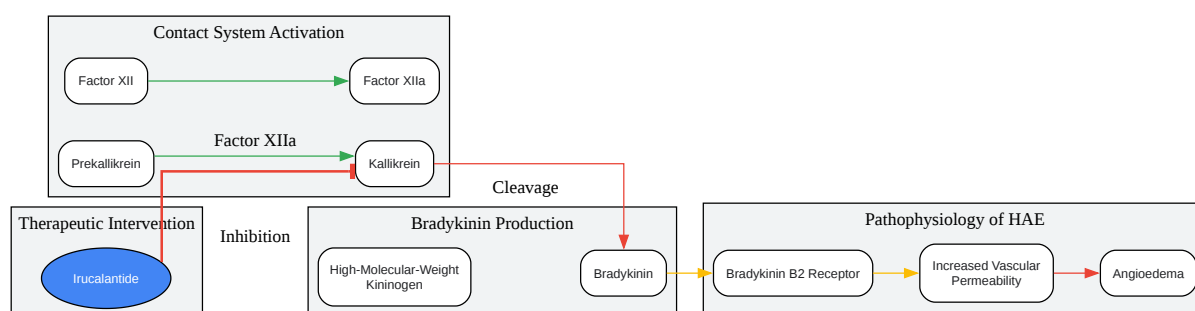 Contact System Activation
Factor XII
Factor XIIa
Factor XIIa
Prekallikrein
Kallikrein
Cleavage
Therapeutic Intervention
Inhibition
Irucalantide
Bradykinin Production
High-Molecular-Weight
Kininogen
Bradykinin
Pathophysiology of HAE
Bradykinin B2 Receptor
Increased Vascular
Permeability
Angioedema